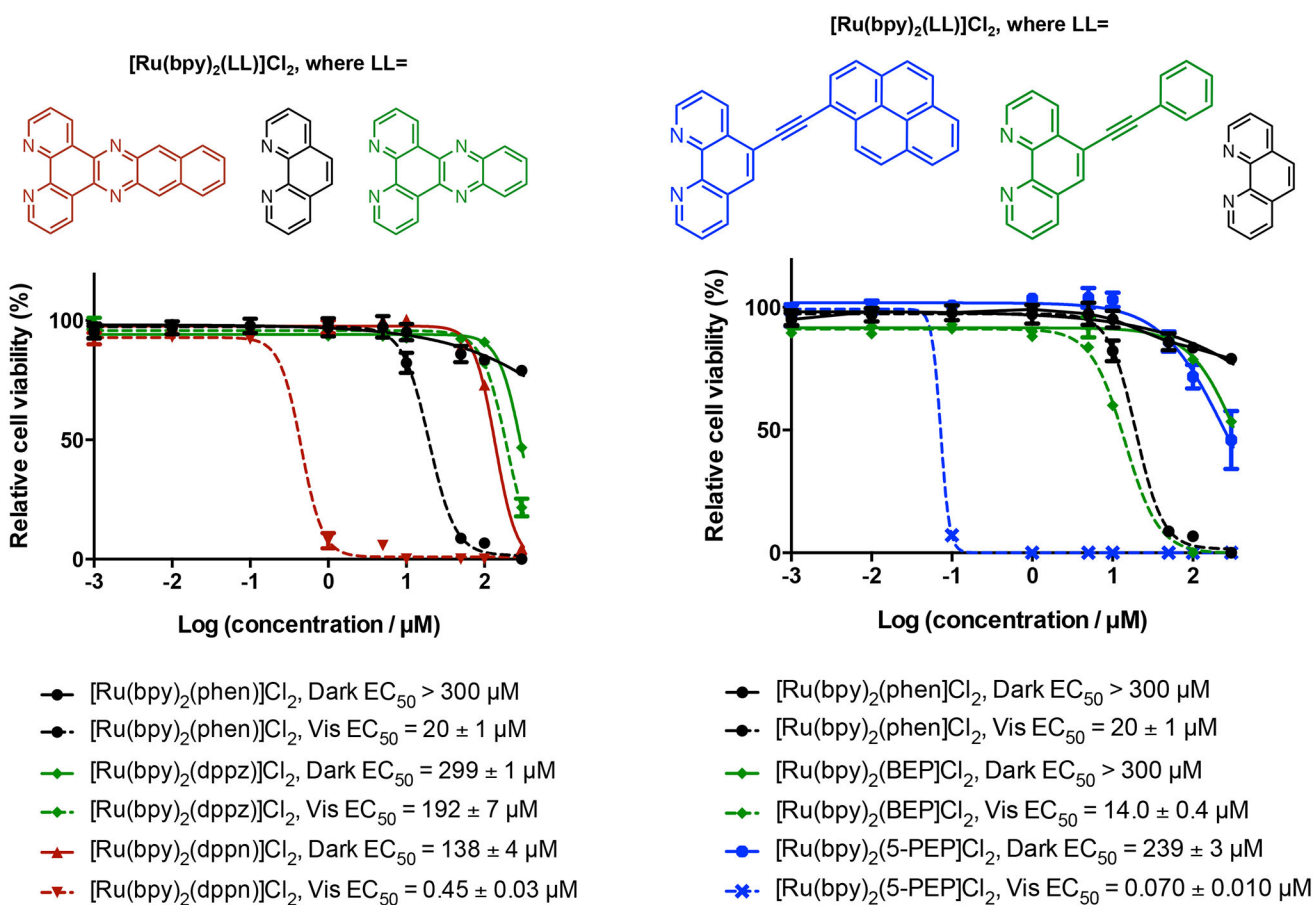 [Ru(bpy)₂(LL)]Cl₂, where LL=
N
N
N
N
N
N
N
N
N
N
Relative cell viability (%)
100
50
0
-3
-2
-1
0
1
2
Log (concentration / µM)
[Ru(bpy)₂(phen)]Cl₂, Dark EC₅₀ > 300 µM
[Ru(bpy)₂(phen)]Cl₂, Vis EC₅₀ = 20 ± 1 µM
[Ru(bpy)₂(dppz)]Cl₂, Dark EC₅₀ = 299 ± 1 µM
[Ru(bpy)₂(dppz)]Cl₂, Vis EC₅₀ = 192 ± 7 µM
[Ru(bpy)₂(dppn)]Cl₂, Dark EC₅₀ = 138 ± 4 µM
[Ru(bpy)₂(dppn)]Cl₂, Vis EC₅₀ = 0.45 ± 0.03 µM
[Ru(bpy)₂(LL)]Cl₂, where LL=
N
N
N
N
N
N
Relative cell viability (%)
100
50
0
-3
-2
-1
0
1
2
Log (concentration / µM)
[Ru(bpy)₂(phen]Cl₂, Dark EC₅₀ > 300 µM
[Ru(bpy)₂(phen]Cl₂, Vis EC₅₀ = 20 ± 1 µM
[Ru(bpy)₂(BEP]Cl₂, Dark EC₅₀ > 300 µM
[Ru(bpy)₂(BEP]Cl₂, Vis EC₅₀ = 14.0 ± 0.4 µM
[Ru(bpy)₂(5-PEP]Cl₂, Dark EC₅₀ = 239 ± 3 µM
[Ru(bpy)₂(5-PEP]Cl₂, Vis EC₅₀ = 0.070 ± 0.010 µM